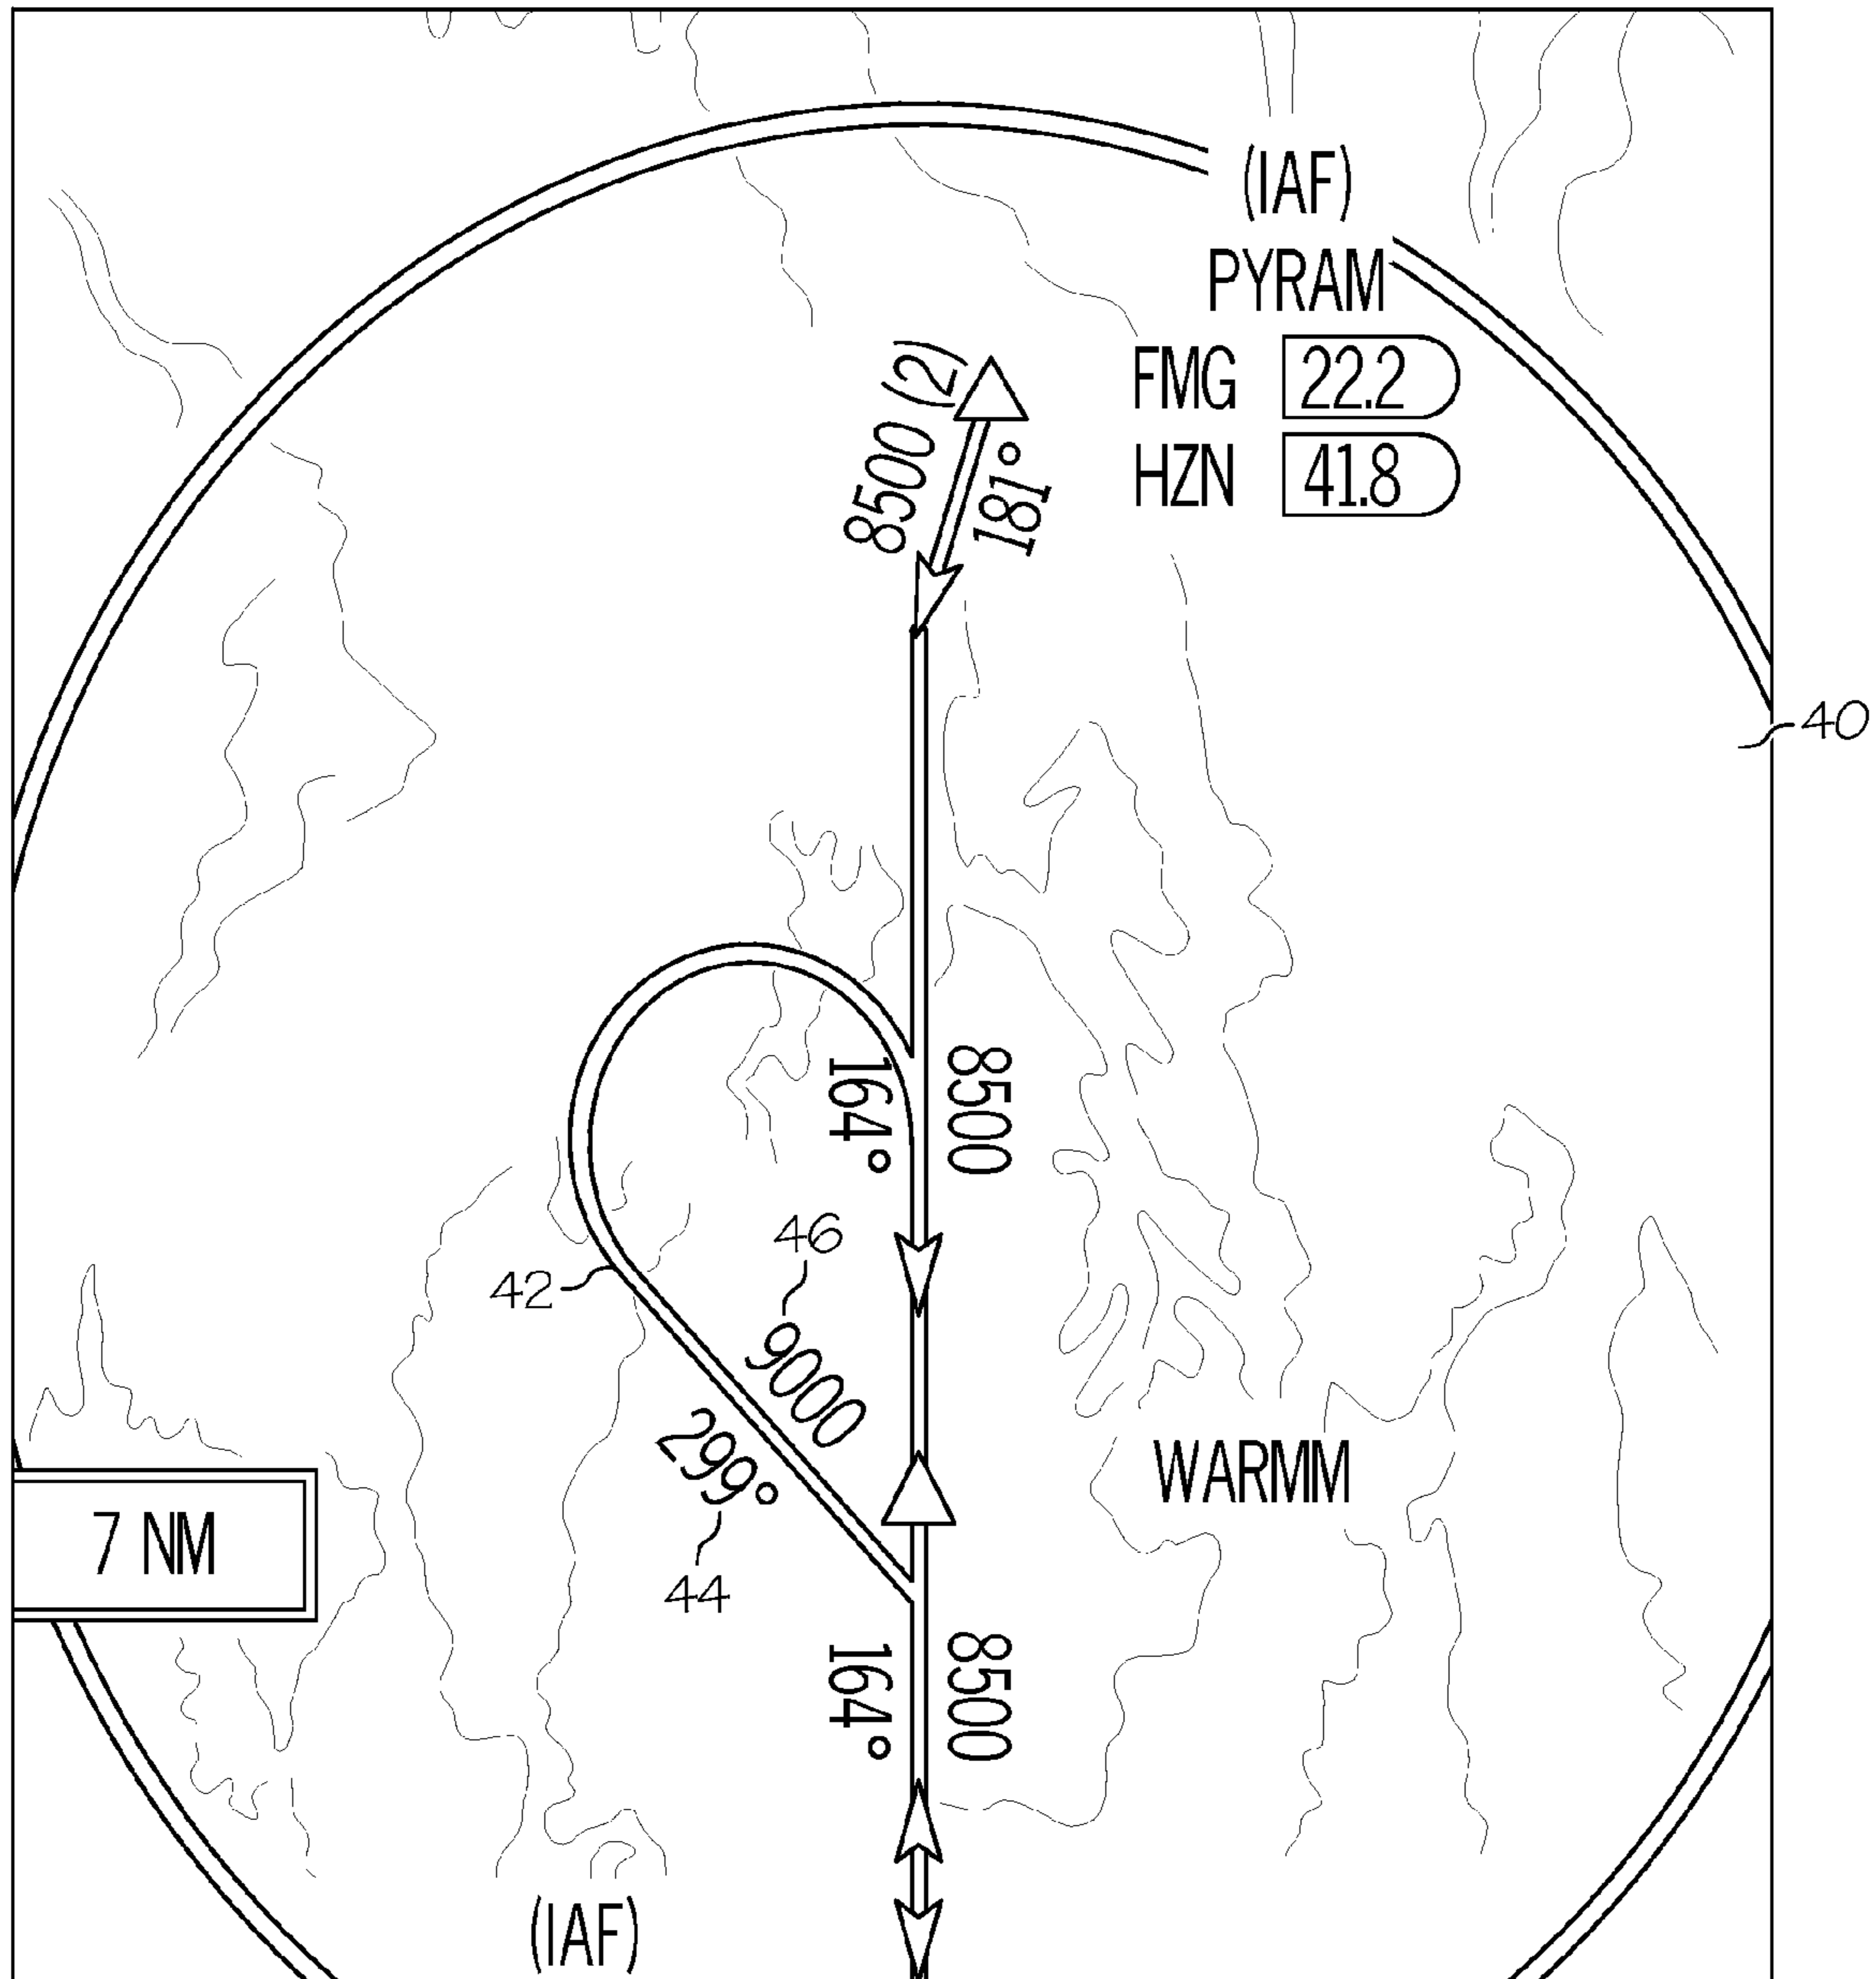 (IAF)
PYRAM
FMG 22.2
HZN 41.8
8500 (2)
181°
40
164°
8500
46
42
9000
299°
WARMM
7 NM
44
164°
8500
(IAF)